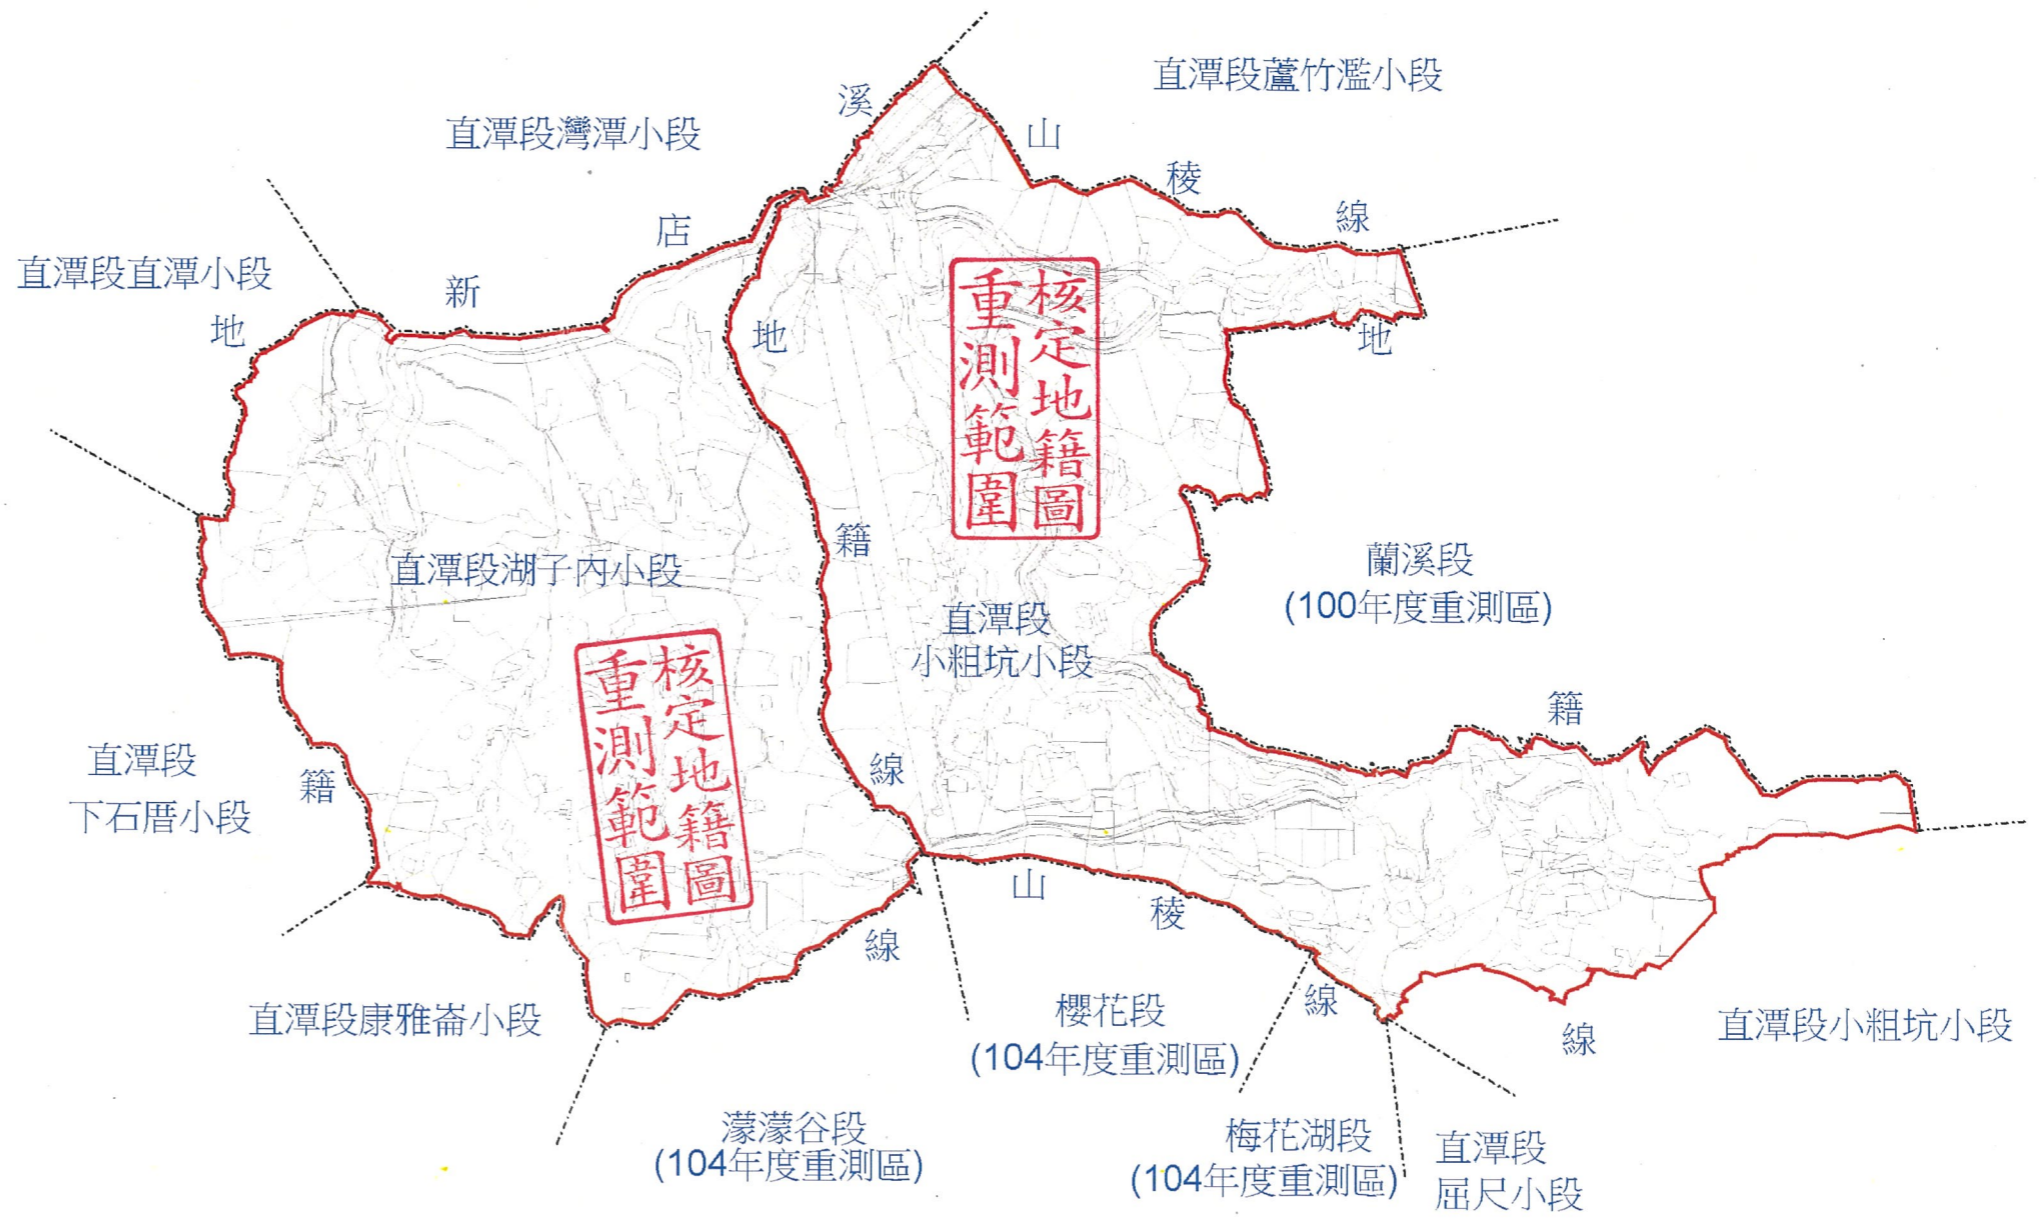 直潭段蘆竹濫小段
直潭段灣潭小段
溪
山
稜
線
店
新
直潭段直潭小段
地
地
地
核定地籍圖
重測範圍
籍
直潭段湖子內小段
蘭溪段
(100年度重測區)
直潭段
小粗坑小段
核定地籍圖
重測範圍
籍
直潭段
下石厝小段
籍
線
山
稜
線
線
線
直潭段康雅崙小段
櫻花段
(104年度重測區)
直潭段小粗坑小段
濛濛谷段
(104年度重測區)
梅花湖段
(104年度重測區)
直潭段
屈尺小段